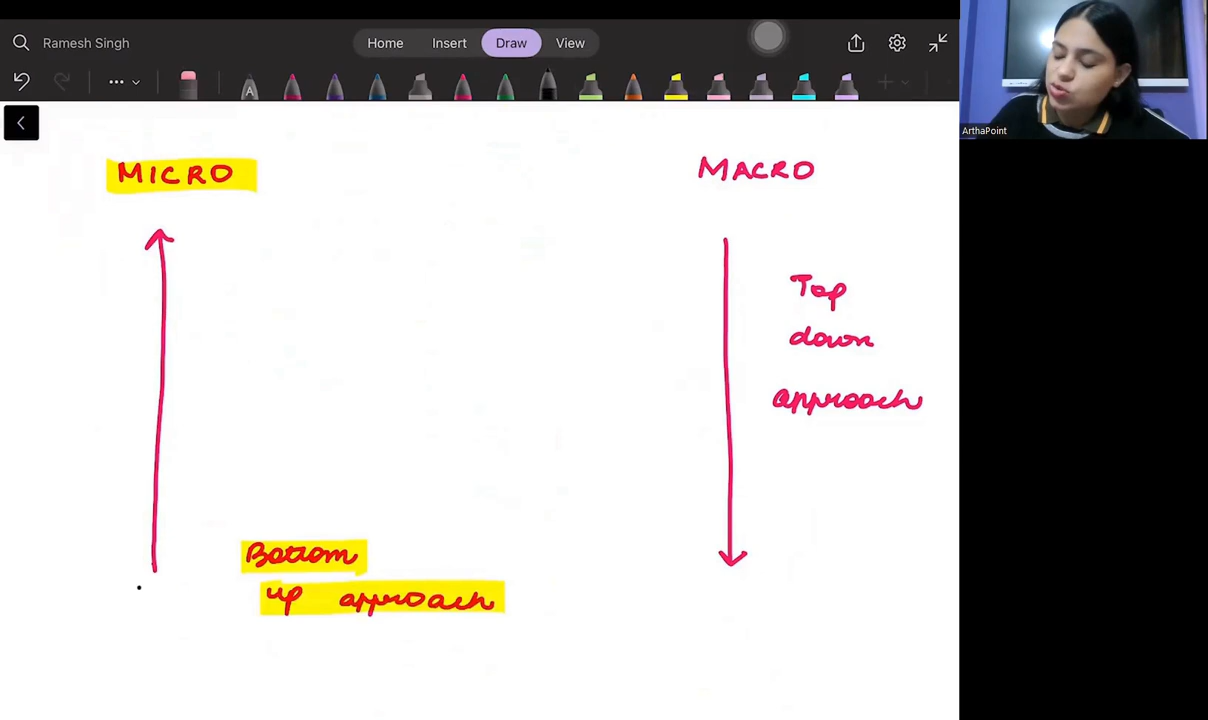 Ramesh Singh
Home Insert Draw View
A
ArthaPoint
MICRO
MACRO
Top
down
approach
Bottom
up approach